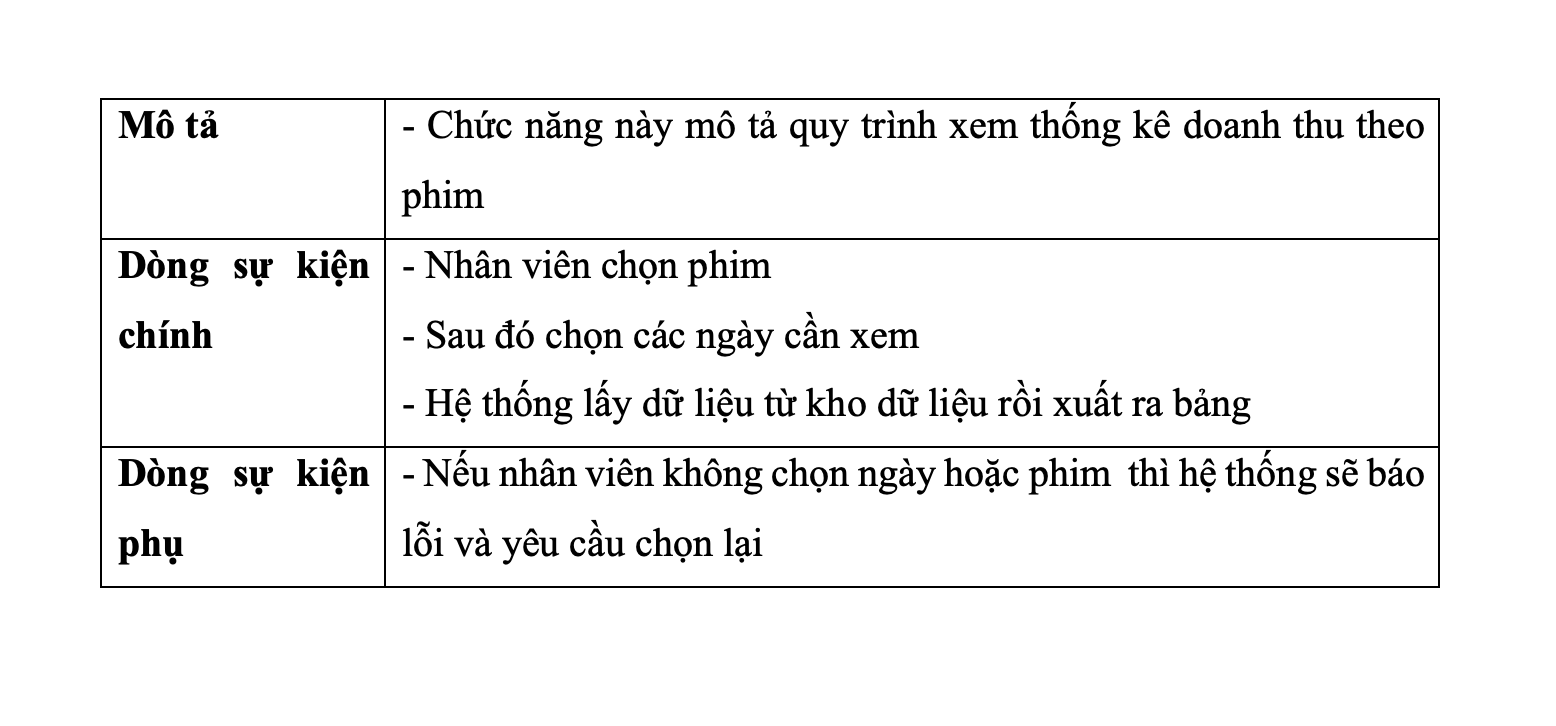 Mô tả
- Chức năng này mô tả quy trình xem thống kê doanh thu theo
phim
Dòng sự kiện
chính
- Nhân viên chọn phim
- Sau đó chọn các ngày cần xem
- Hệ thống lấy dữ liệu từ kho dữ liệu rồi xuất ra bảng
Dòng sự kiện
phụ
- Nếu nhân viên không chọn ngày hoặc phim  thì hệ thống sẽ báo
lỗi và yêu cầu chọn lại